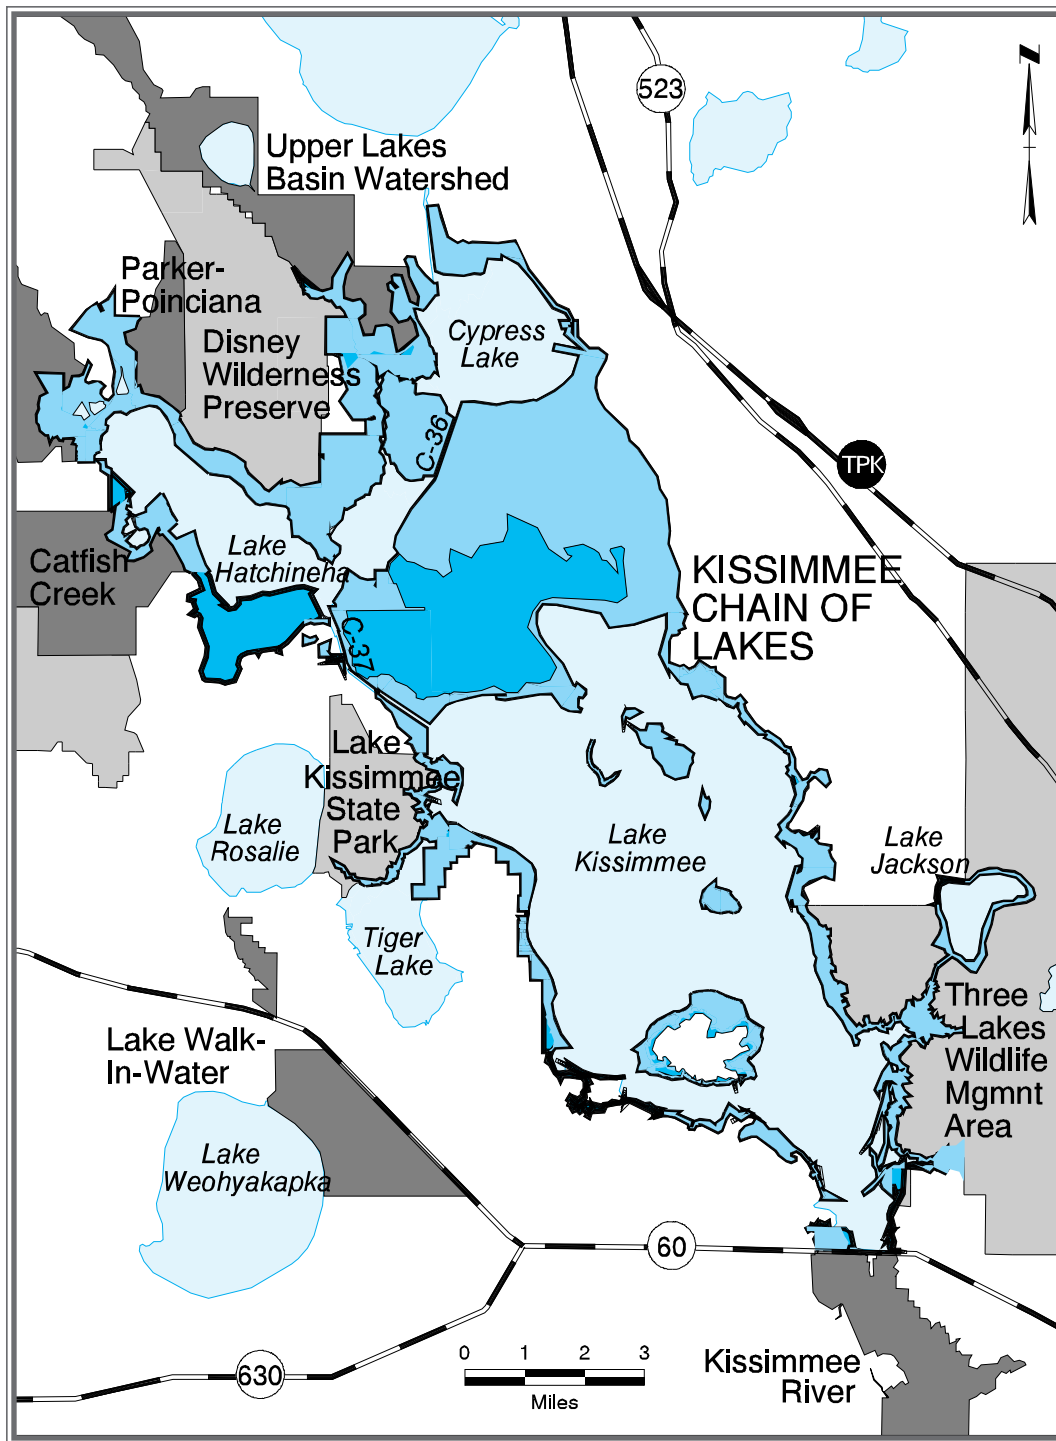 523
Upper Lakes
Basin Watershed
Parker-
Poinciana
Cypress
Lake
Disney
Wilderness
Preserve
C-36
TPK
Lake
Hatchineha
Catfish
Creek
KISSIMMEE
CHAIN OF
LAKES
C-37
Lake
Kissimmee
State
Park
Lake
Rosalie
Lake
Kissimmee
Lake
Jackson
Tiger
Lake
Three
Lakes
Wildlife
Mgmnt
Area
Lake Walk-
In-Water
Lake
Weohyakapka
60
630
0 1 2 3
Miles
Kissimmee
River
N